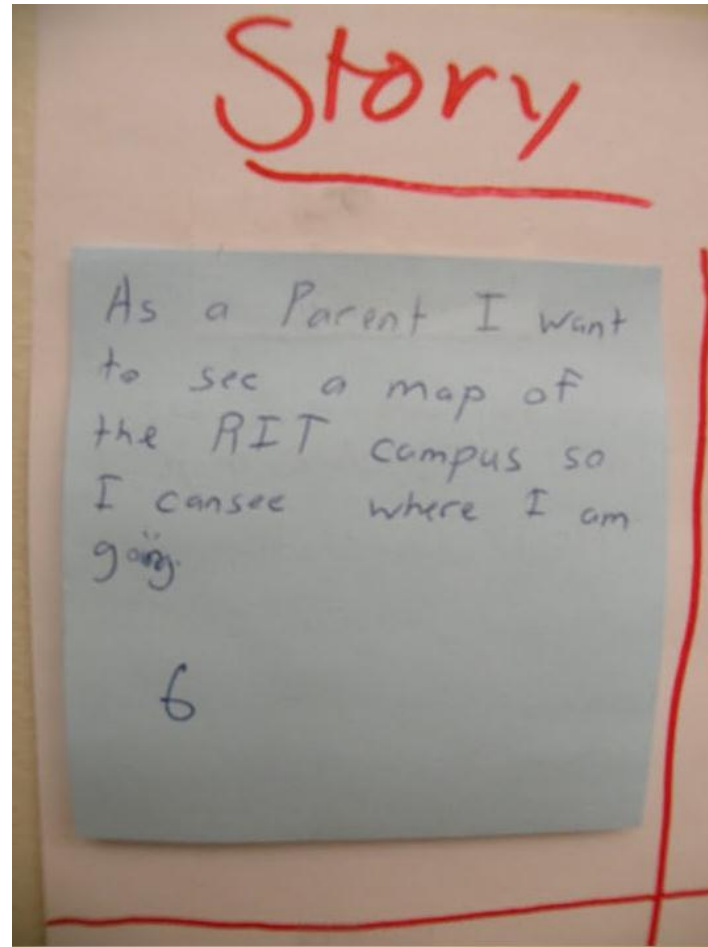 Story
As a Parent I want
to see a map of
the RIT campus so
I cansee where I am
going.
6